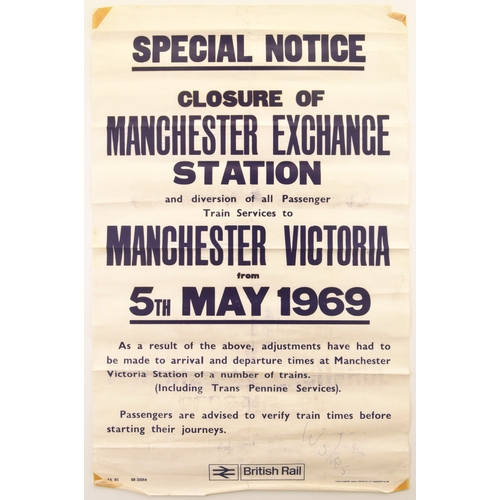 SPECIAL NOTICE
CLOSURE OF
MANCHESTER EXCHANGE
STATION
and diversion of all Passenger
Train Services to
MANCHESTER VICTORIA
from
5TH MAY 1969
As a result of the above, adjustments have had to
be made to arrival and departure times at Manchester
Victoria Station of a number of trains.
(Including Trans Pennine Services).
Passengers are advised to verify train times before
starting their journeys.
British Rail